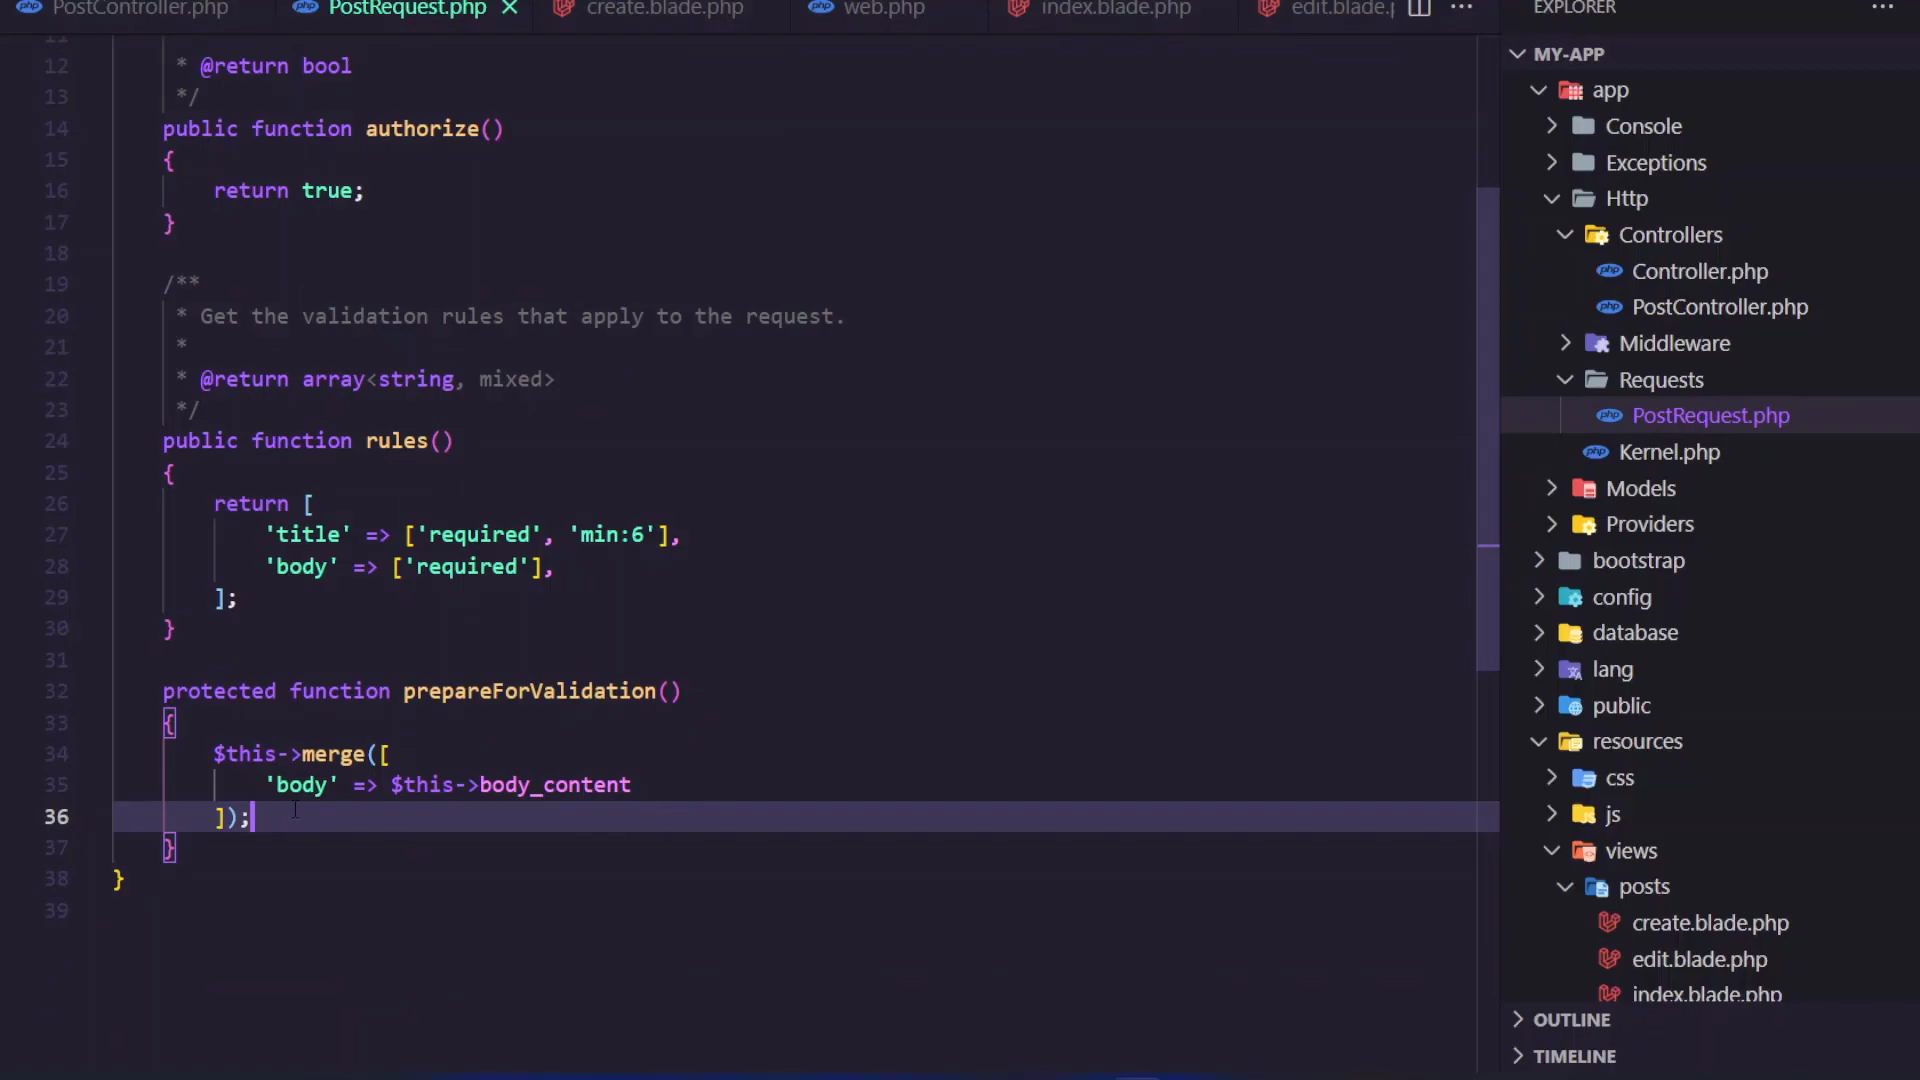 PostController.php
PostRequest.php
create.blade.php
web.php
index.blade.php
edit.blade.p
EXPLORER
11
12 * @return bool
13 */
14 public function authorize()
15 {
16 return true;
17 }
18
19 /**
20 * Get the validation rules that apply to the request.
21 *
22 * @return array<string, mixed>
23 */
24 public function rules()
25 {
26 return [
27 'title' => ['required', 'min:6'],
28 'body' => ['required'],
29 ];
30 }
31
32 protected function prepareForValidation()
33 {
34 $this->merge([
35 'body' => $this->body_content
36 ]);
37 }
38 }
39
MY-APP
app
Console
Exceptions
Http
Controllers
php Controller.php
php PostController.php
Middleware
Requests
php PostRequest.php
php Kernel.php
Models
Providers
bootstrap
config
database
lang
public
resources
css
js
views
posts
create.blade.php
edit.blade.php
index.blade.php
OUTLINE
TIMELINE